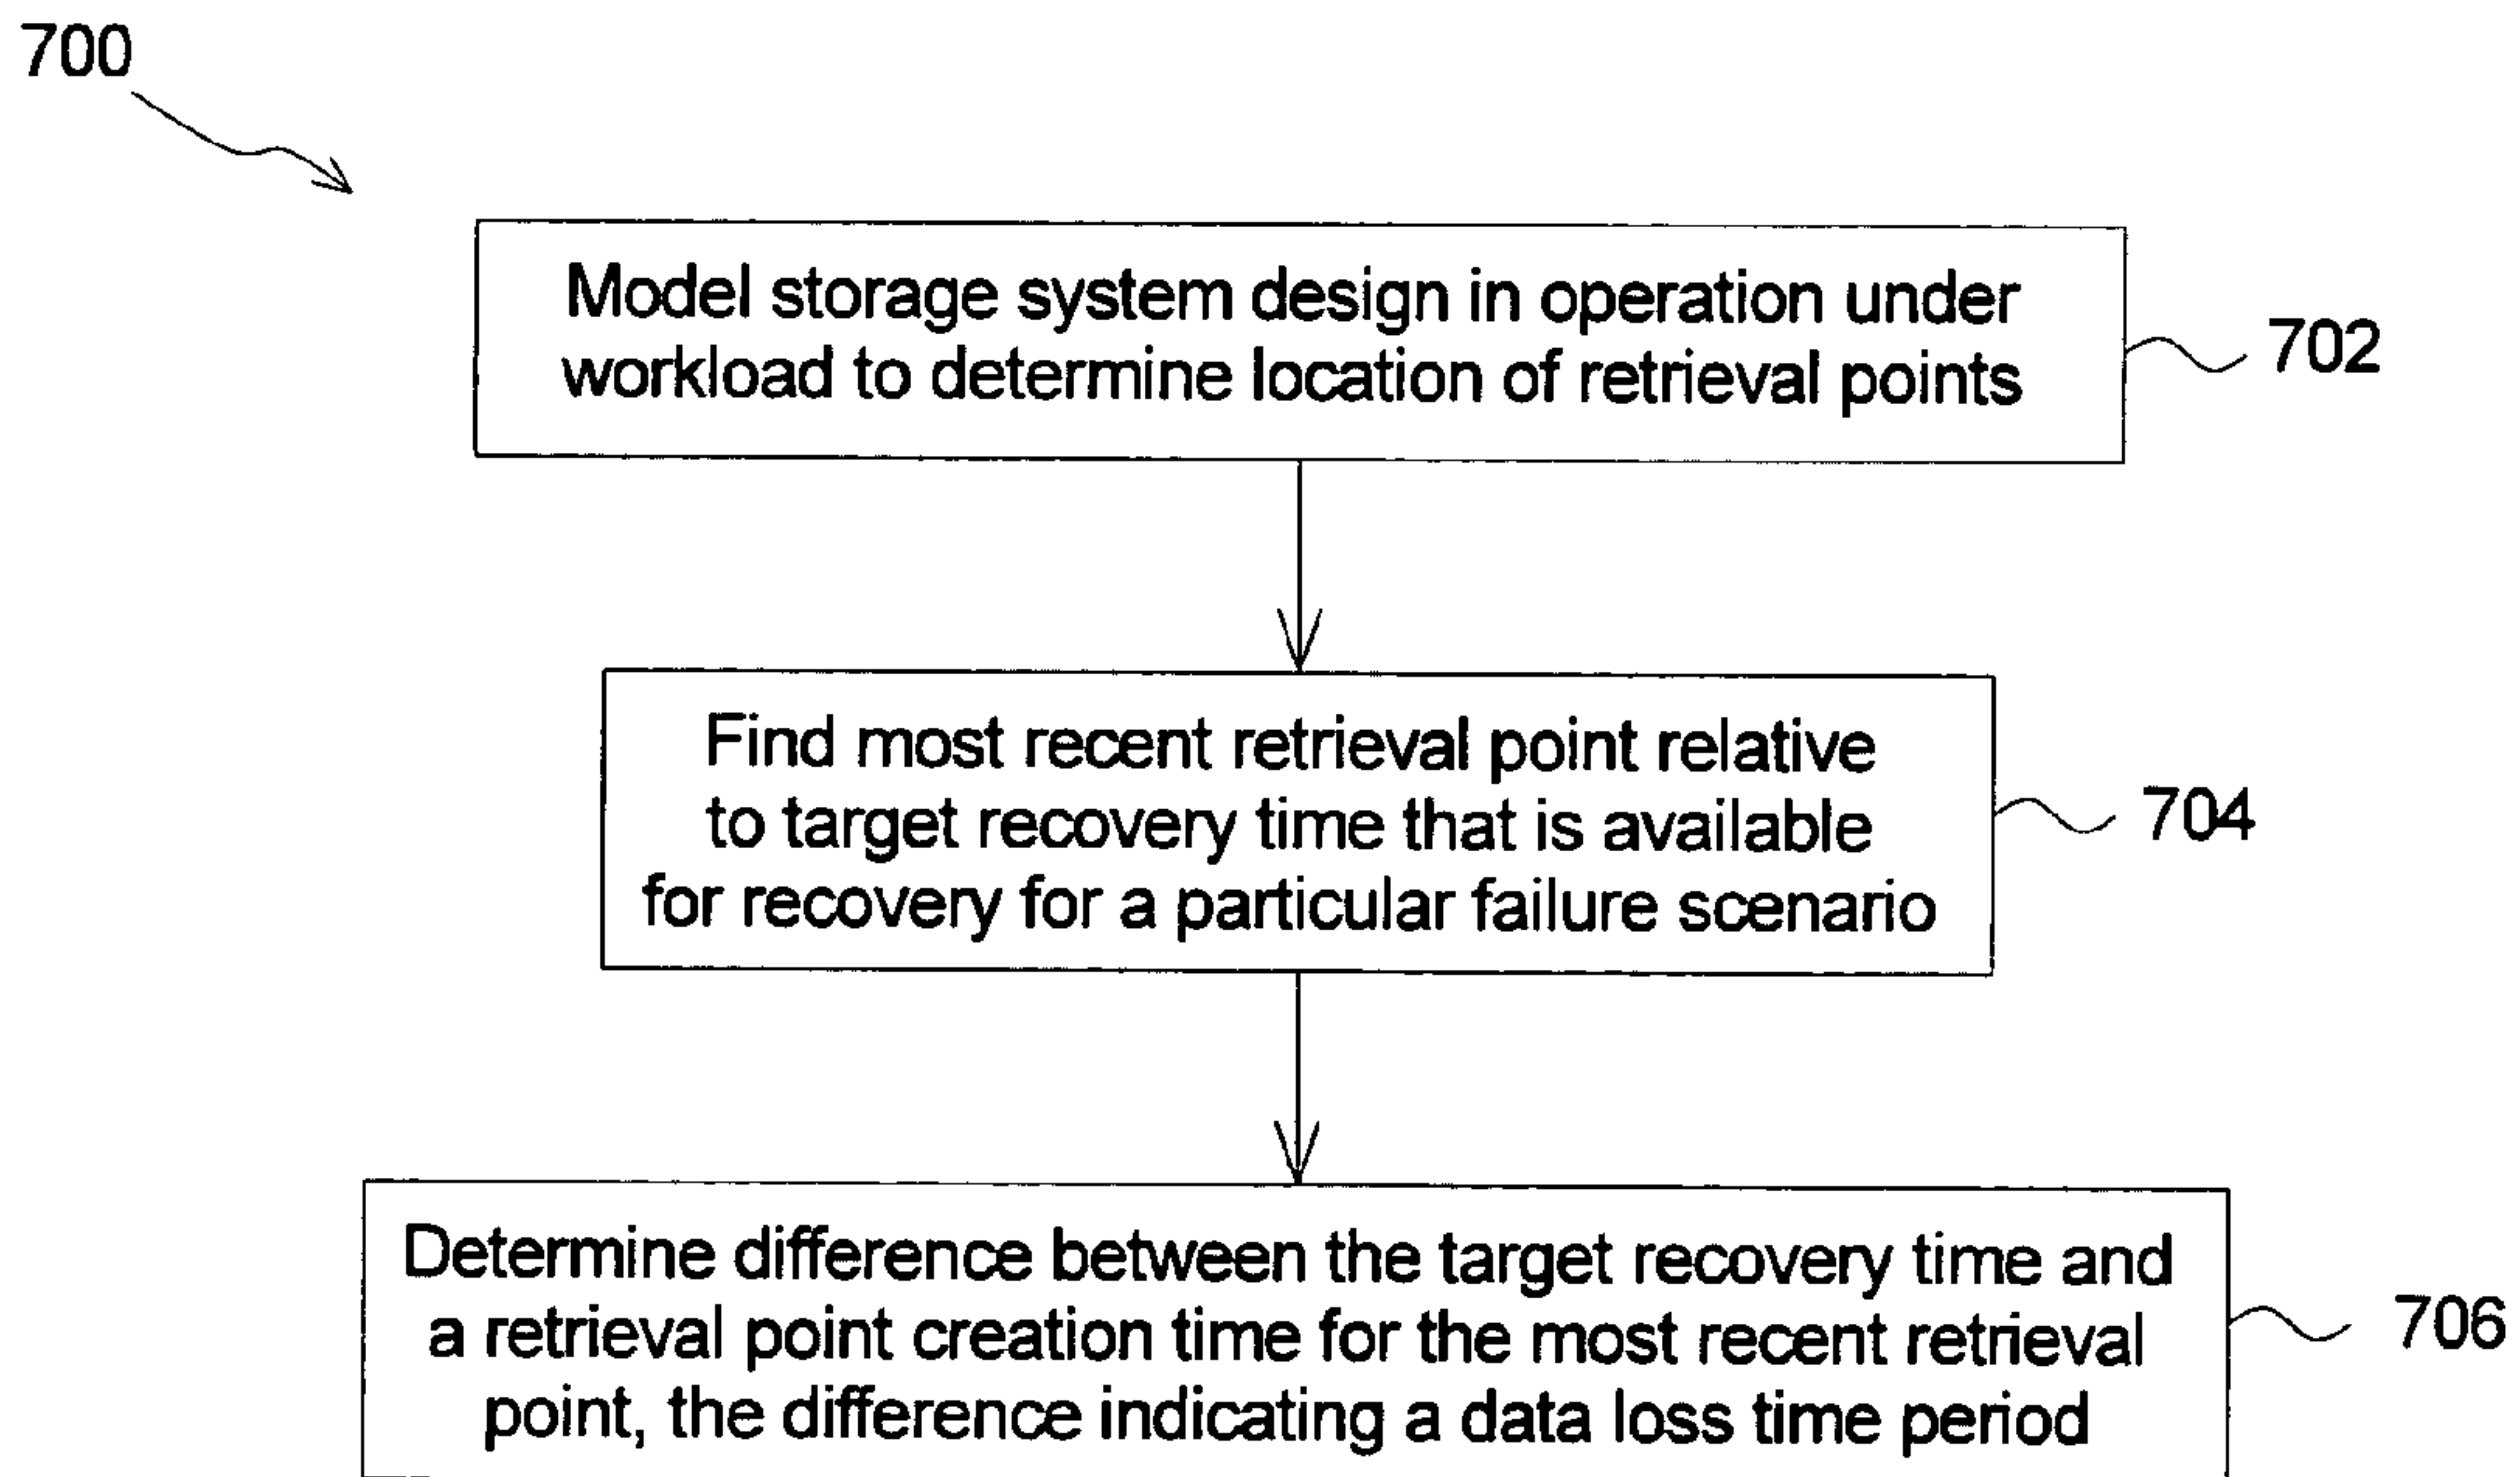 700
Model storage system design in operation under
workload to determine location of retrieval points
702
Find most recent retrieval point relative
to target recovery time that is available
for recovery for a particular failure scenario
704
Determine difference between the target recovery time and
a retrieval point creation time for the most recent retrieval
point, the difference indicating a data loss time period
706